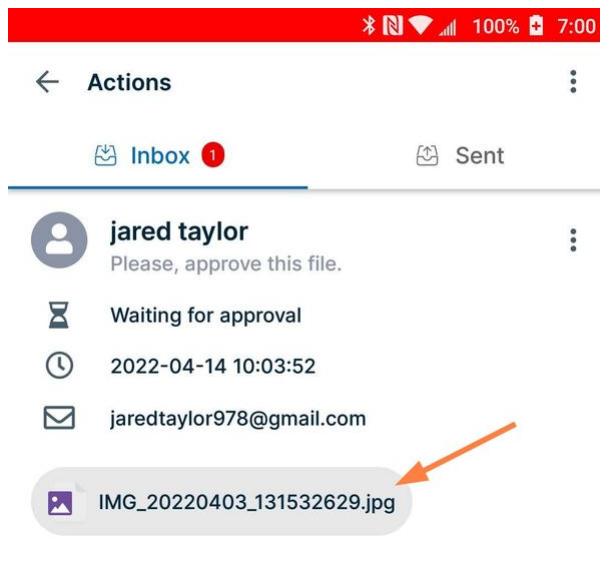 100% 7:00
Actions
Inbox 1
Sent
jared taylor
Please, approve this file.
Waiting for approval
2022-04-14 10:03:52
jaredtaylor978@gmail.com
IMG_20220403_131532629.jpg